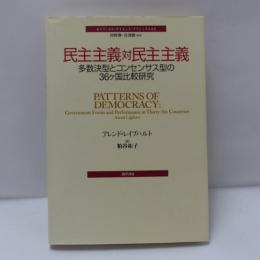 民主主義対民主主義
多数決型とコンセンサス型の
36ヶ国比較研究
PATTERNS OF
DEMOCRACY:
Government Forms and Performance in Thirty-Six Countries
Arend Lijphart
アレンド・レイプハルト
粕谷祐子